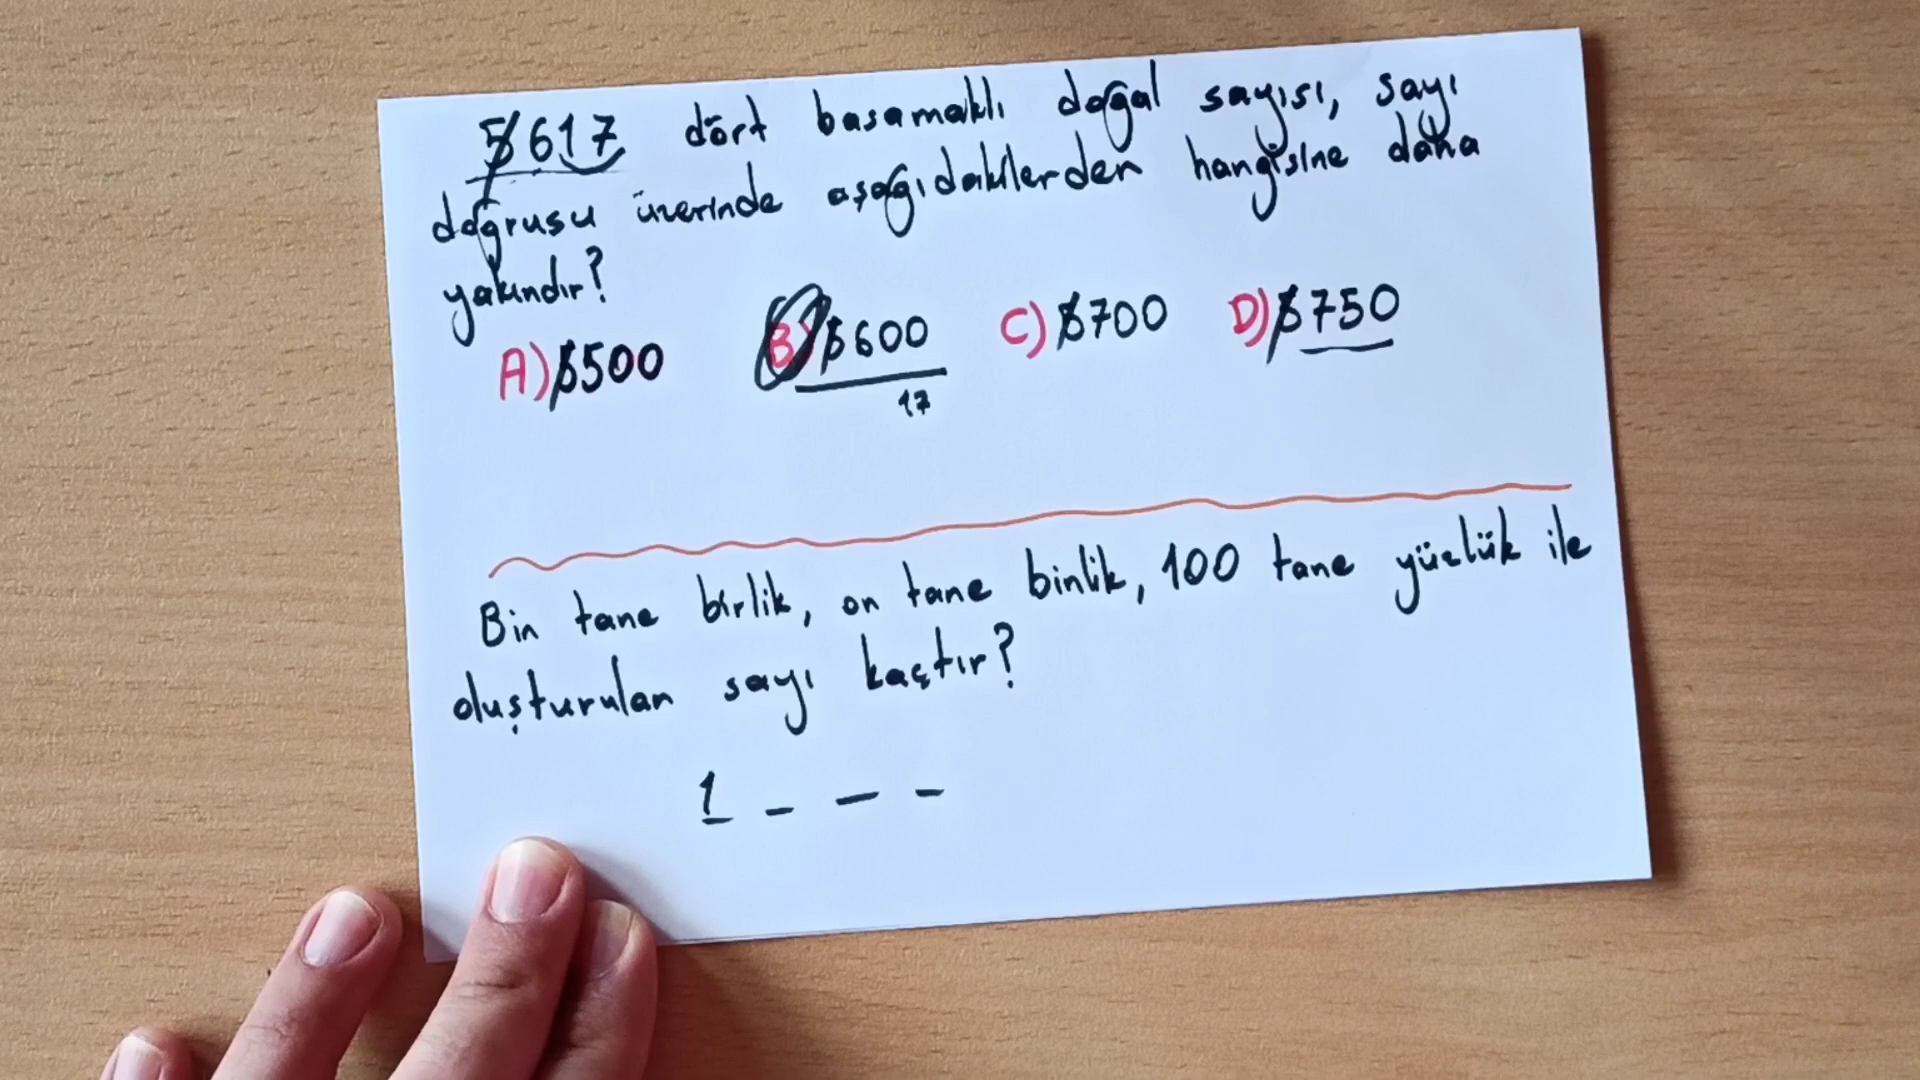 5617 dört basamaklı doğal sayısı, sayı
doğrusu üzerinde aşağıdakilerden hangisine daha
yakındır?
A) 5500 B) 5600 C) 5700 D) 5750
17
Bin tane birlik, on tane binlik, 100 tane yüzlük ile
oluşturulan sayı kaçtır?
1 _ _ _